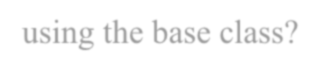 using the base class?